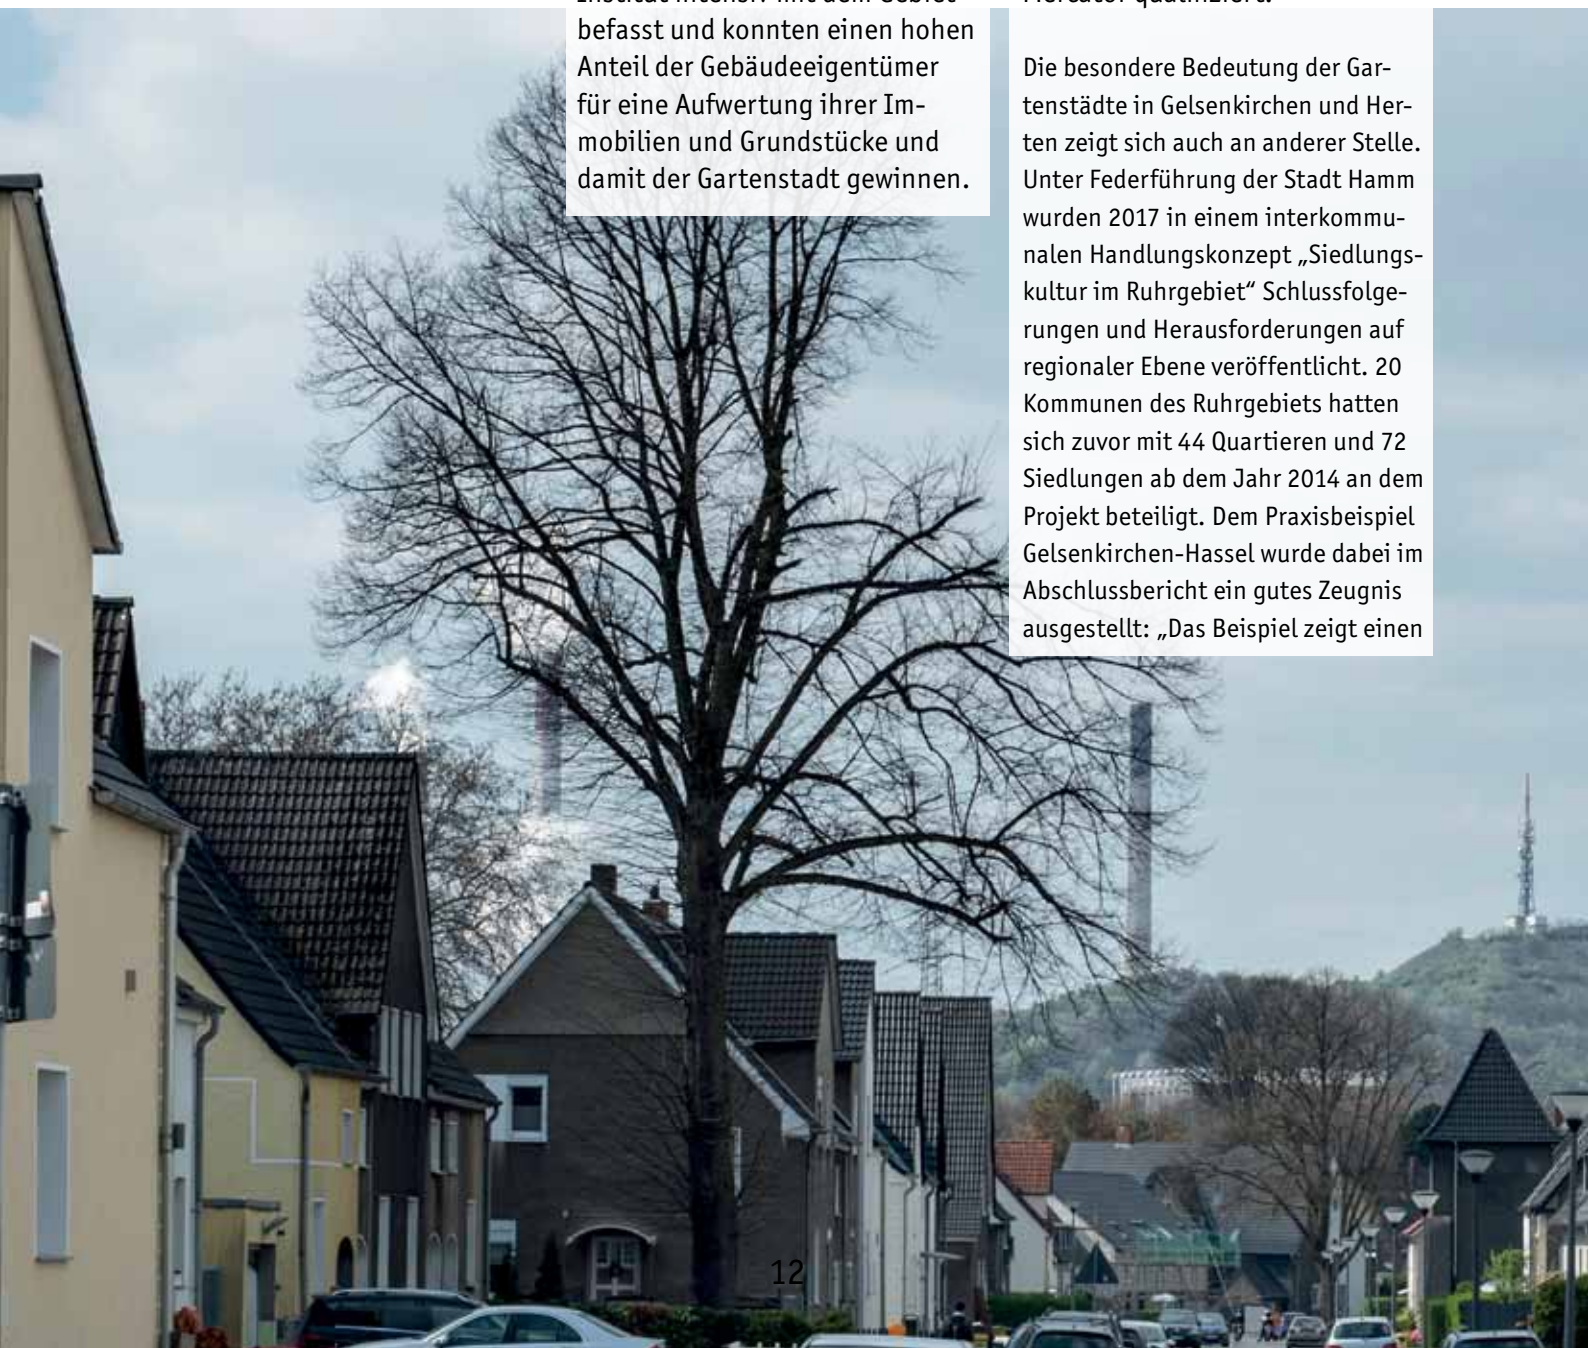 befasst und konnten einen hohen
Anteil der Gebäudeeigentümer
für eine Aufwertung ihrer Im-
mobilien und Grundstücke und
damit der Gartenstadt gewinnen.
Die besondere Bedeutung der Gar-
tenstädte in Gelsenkirchen und Her-
ten zeigt sich auch an anderer Stelle.
Unter Federführung der Stadt Hamm
wurden 2017 in einem interkommu-
nalen Handlungskonzept „Siedlungs-
kultur im Ruhrgebiet“ Schlussfolge-
rungen und Herausforderungen auf
regionaler Ebene veröffentlicht. 20
Kommunen des Ruhrgebiets hatten
sich zuvor mit 44 Quartieren und 72
Siedlungen ab dem Jahr 2014 an dem
Projekt beteiligt. Dem Praxisbeispiel
Gelsenkirchen-Hassel wurde dabei im
Abschlussbericht ein gutes Zeugnis
ausgestellt: „Das Beispiel zeigt einen
12